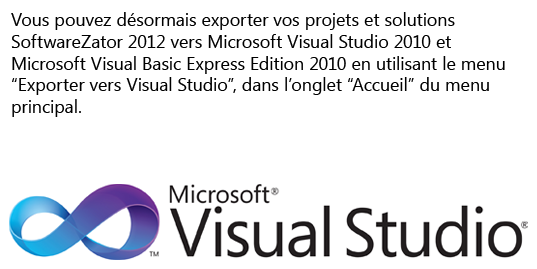 Vous pouvez désormais exporter vos projets et solutions
SoftwareZator 2012 vers Microsoft Visual Studio 2010 et
Microsoft Visual Basic Express Edition 2010 en utilisant le menu
“Exporter vers Visual Studio”, dans l’onglet “Accueil” du menu
principal.
Microsoft®
Visual Studio®
TM